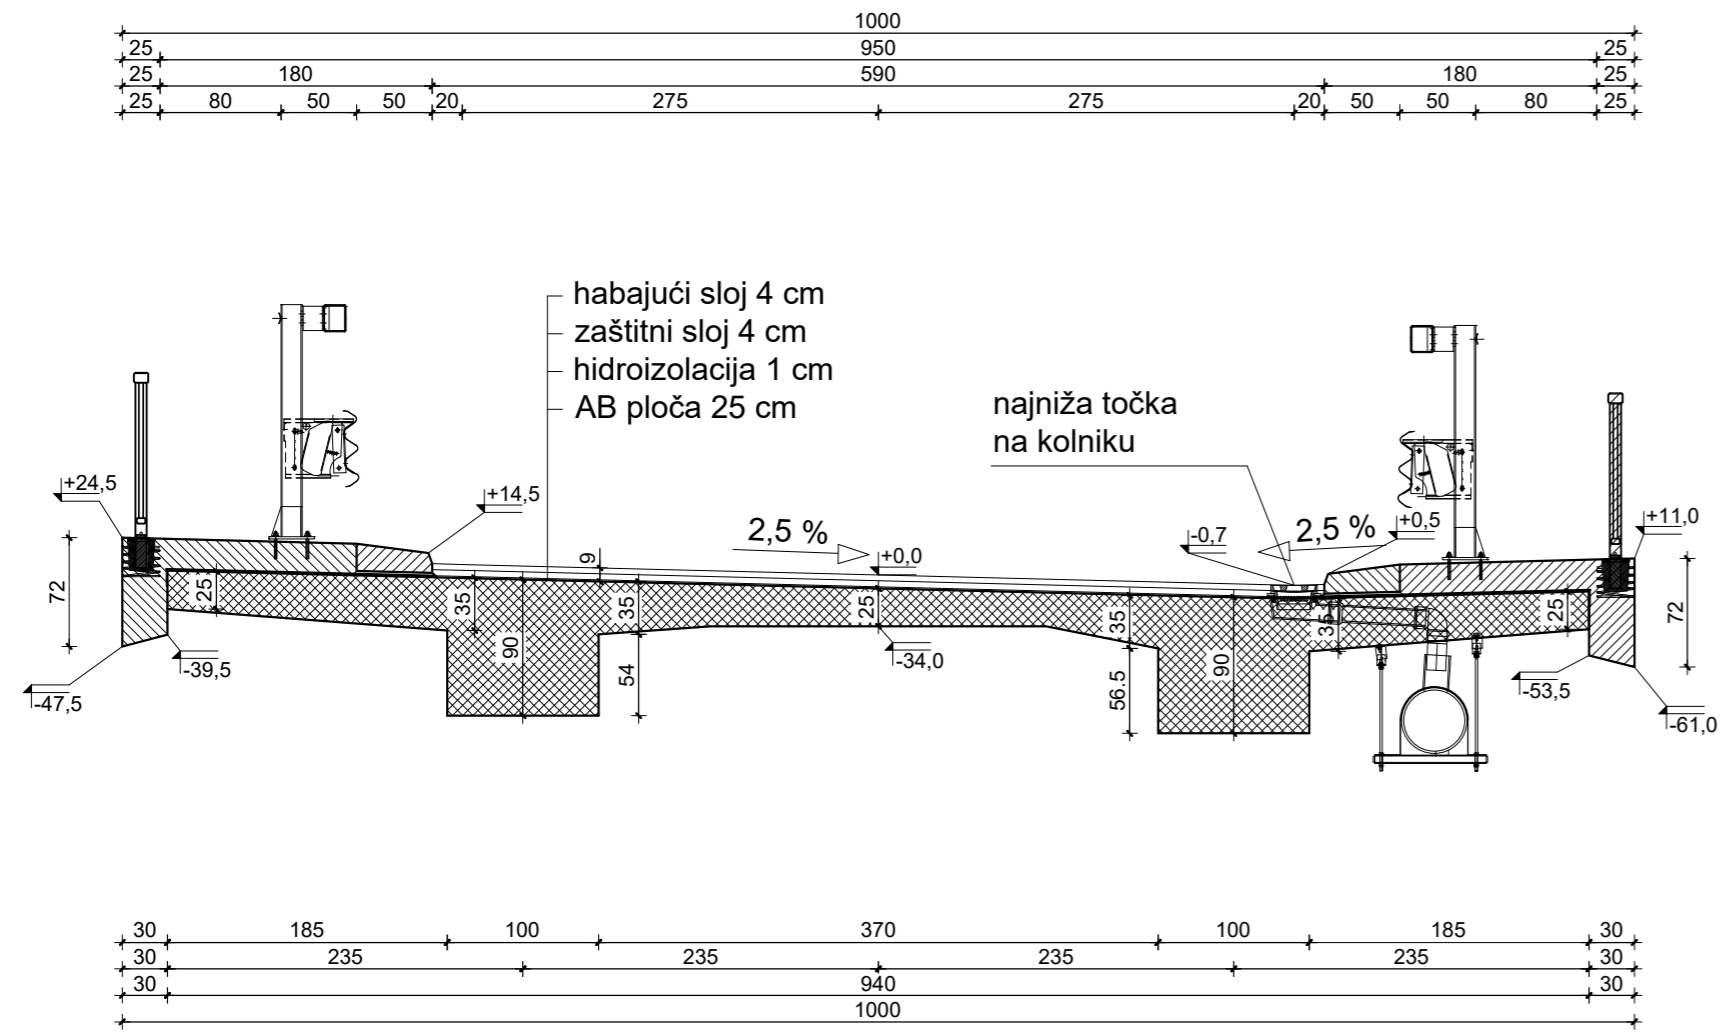 1000
25 950 25
25 180 590 180 25
25 80 50 50 20 275 275 20 50 50 80 25
habajući sloj 4 cm
zaštitni sloj 4 cm
hidroizolacija 1 cm
AB ploča 25 cm
najniža točka
na kolniku
+24,5
+14,5
2,5 %
-0,7
2,5 %
+0,5
+11,0
+0,0
9
72
25
35
90
35
54
25
35
56.5
90
35
25
72
-39,5
-47,5
-34,0
-53,5
-61,0
30 185 100 370 100 185 30
30 235 235 235 235 30
30 940 30
1000